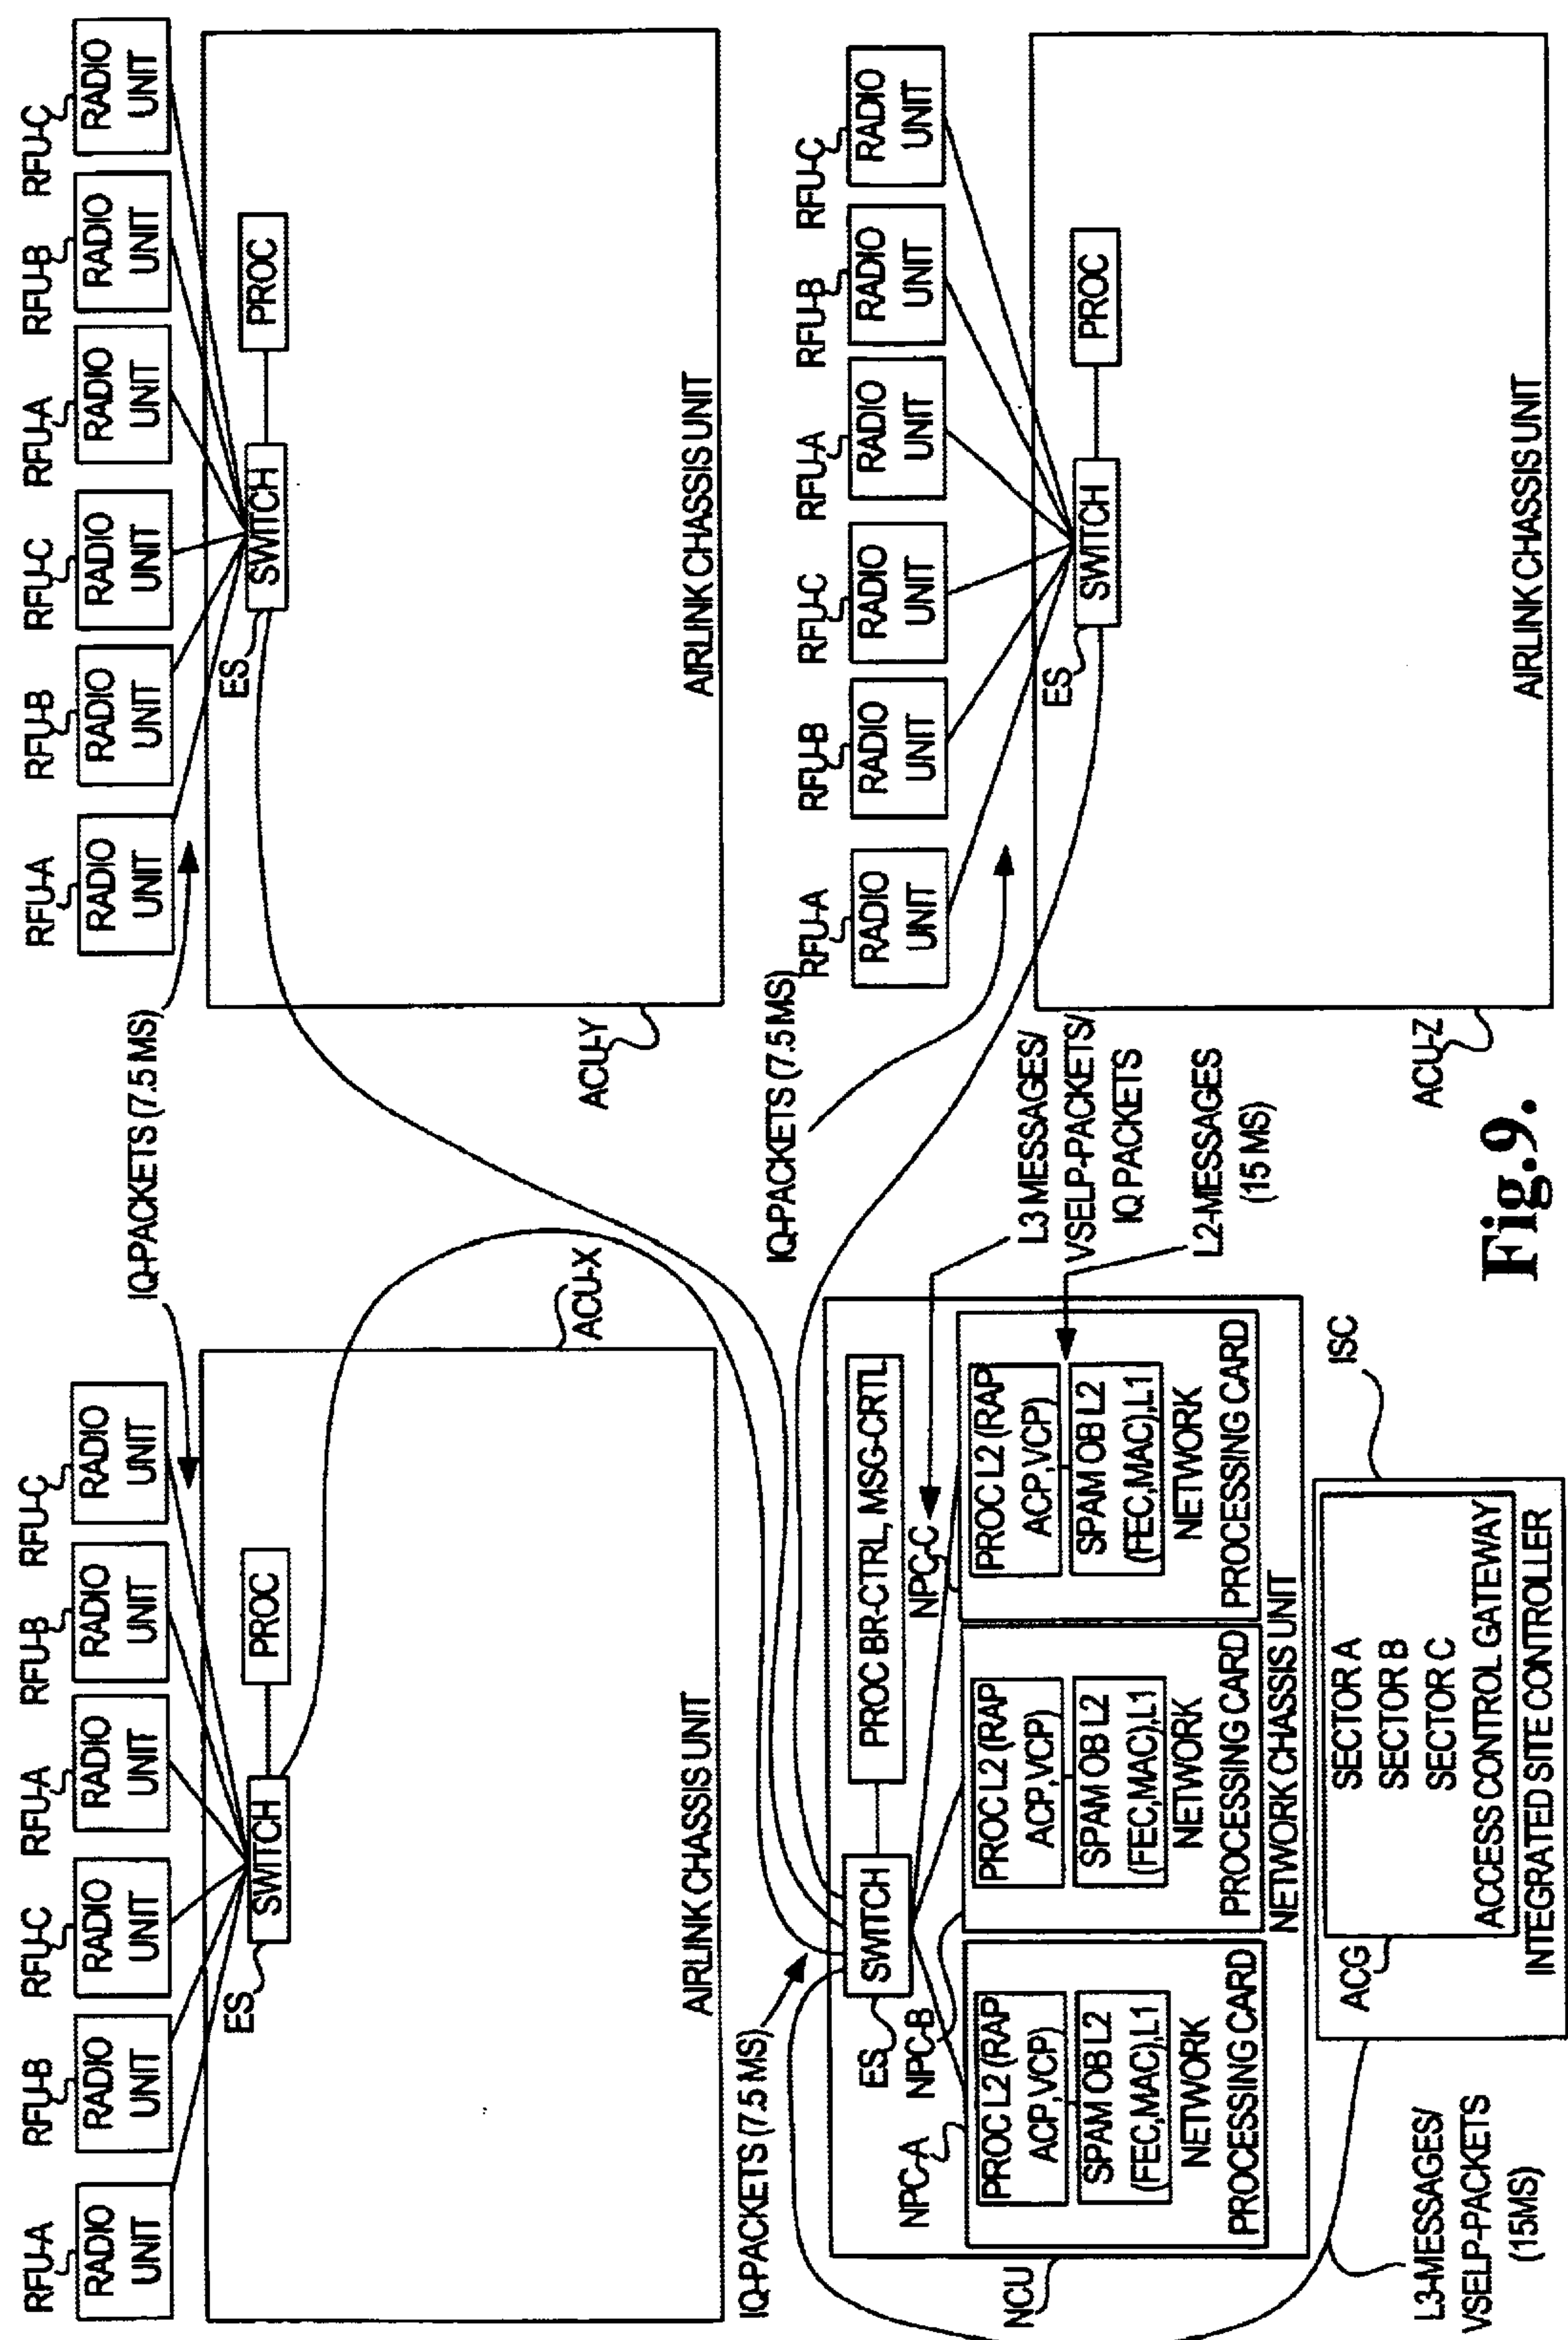 RFU-A
RFU-B
RFU-C
RFU-A
RFU-B
RFU-C
RADIO
UNIT
RADIO
UNIT
RADIO
UNIT
RADIO
UNIT
RADIO
UNIT
RADIO
UNIT
IQ-PACKETS (7.5 MS)
ES
SWITCH
PROC
AIRLINK CHASSIS UNIT
ACU-X
RFU-A
RFU-B
RFU-C
RFU-A
RFU-B
RFU-C
RADIO
UNIT
RADIO
UNIT
RADIO
UNIT
RADIO
UNIT
RADIO
UNIT
RADIO
UNIT
ES
SWITCH
PROC
AIRLINK CHASSIS UNIT
ACU-Y
IQ-PACKETS (7.5 MS)
ES
SWITCH
PROC BR-CTRL, MSG-CRTL
NPC-A
NPC-B
NPC-C
PROC L2 (RAP
ACP,VCP)
SPAM OB L2
(FEC,MAC),L1
NETWORK
PROCESSING CARD
PROC L2 (RAP
ACP,VCP)
SPAM OB L2
(FEC,MAC),L1
NETWORK
PROCESSING CARD
PROC L2 (RAP
ACP,VCP)
SPAM OB L2
(FEC,MAC),L1
NETWORK
PROCESSING CARD
NETWORK CHASSIS UNIT
NCU
L3 MESSAGES/
VSELP-PACKETS/
IQ PACKETS
L2-MESSAGES
(15 MS)
IQ-PACKETS (7.5 MS)
RFU-A
RFU-B
RFU-C
RFU-A
RFU-B
RFU-C
RADIO
UNIT
RADIO
UNIT
RADIO
UNIT
RADIO
UNIT
RADIO
UNIT
RADIO
UNIT
ES
SWITCH
PROC
AIRLINK CHASSIS UNIT
ACU-Z
ISC
ACG
SECTOR A
SECTOR B
SECTOR C
ACCESS CONTROL GATEWAY
INTEGRATED SITE CONTROLLER
L3-MESSAGES/
VSELP-PACKETS
(15MS)
Fig.9.